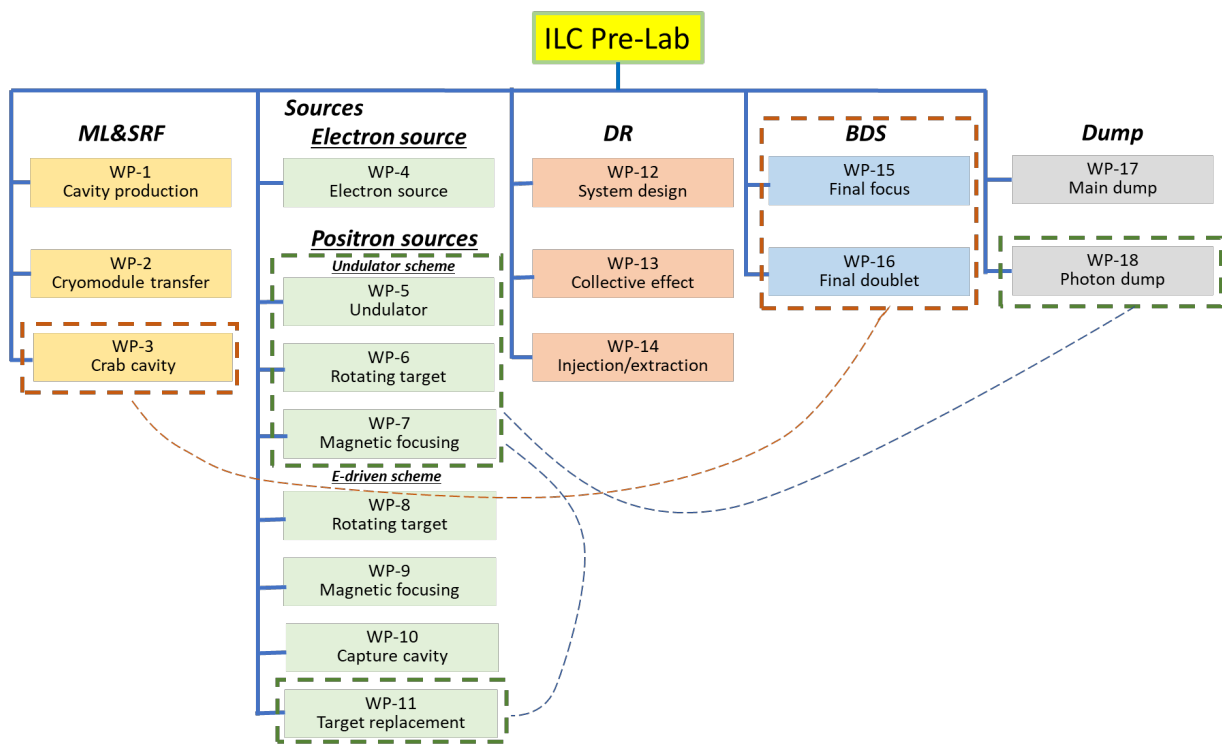 ILC Pre-Lab
ML&SRF
WP-1
Cavity production
WP-2
Cryomodule transfer
WP-3
Crab cavity
Sources
Electron source
WP-4
Electron source
Positron sources
Undulator scheme
WP-5
Undulator
WP-6
Rotating target
WP-7
Magnetic focusing
E-driven scheme
WP-8
Rotating target
WP-9
Magnetic focusing
WP-10
Capture cavity
WP-11
Target replacement
DR
WP-12
System design
WP-13
Collective effect
WP-14
Injection/extraction
BDS
WP-15
Final focus
WP-16
Final doublet
Dump
WP-17
Main dump
WP-18
Photon dump